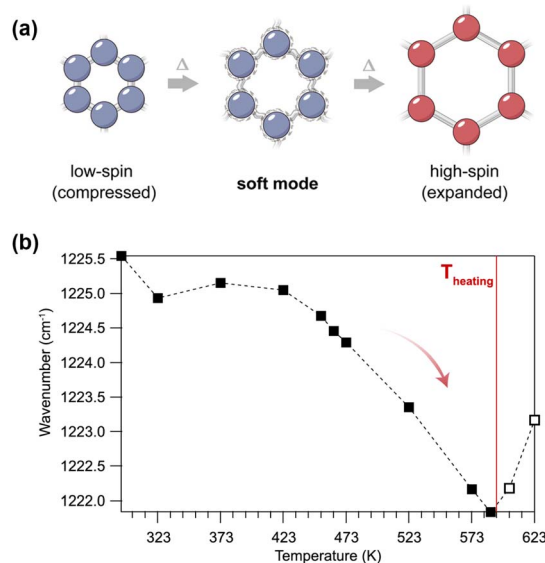 (a)
Δ
Δ
low-spin
(compressed)
soft mode
high-spin
(expanded)
(b)
1225.5
1225.0
1224.5
1224.0
1223.5
1223.0
1222.5
1222.0
Wavenumber (cm-1)
Theating
323
373
423
473
523
573
623
Temperature (K)